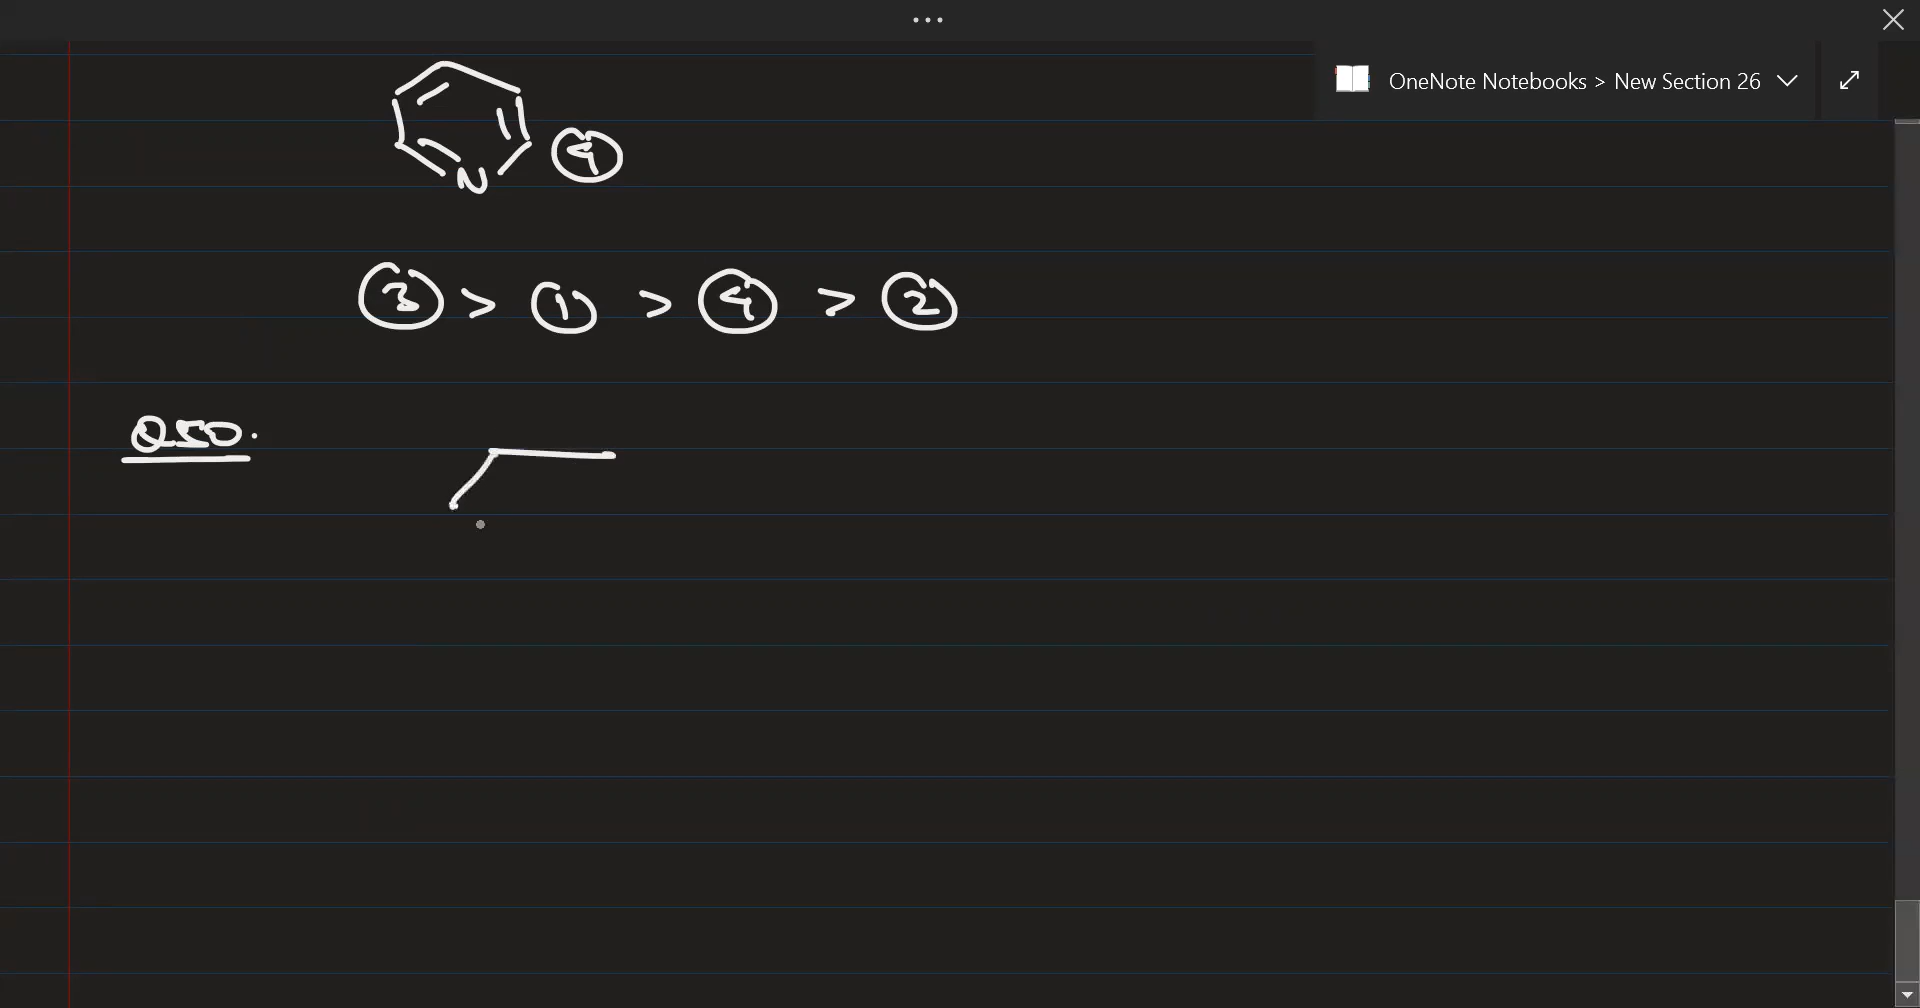 ...
OneNote Notebooks > New Section 26
N
4
3 > 1 > 4 > 2
Q50.